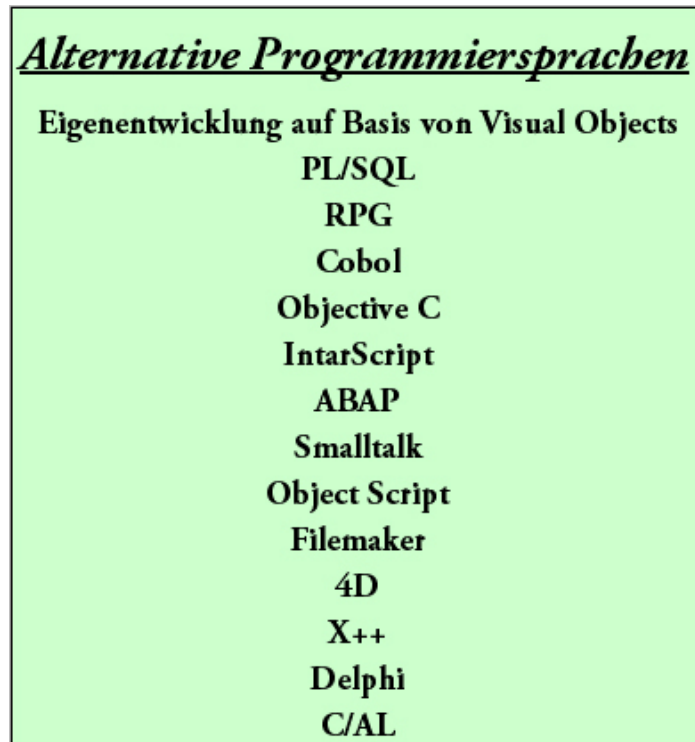 Alternative Programmiersprachen
Eigenentwicklung auf Basis von Visual Objects
PL/SQL
RPG
Cobol
Objective C
IntarScript
ABAP
Smalltalk
Object Script
Filemaker
4D
X++
Delphi
C/AL